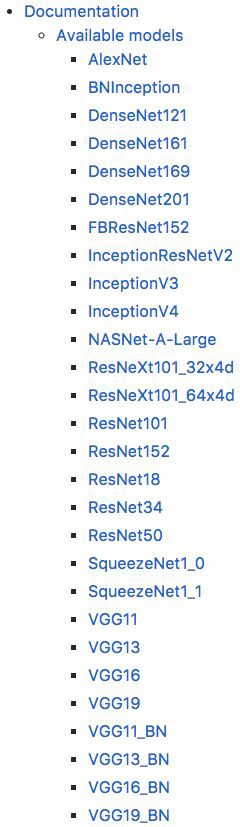 Documentation
Available models
AlexNet
BNInception
DenseNet121
DenseNet161
DenseNet169
DenseNet201
FBResNet152
InceptionResNetV2
InceptionV3
InceptionV4
NASNet-A-Large
ResNeXt101_32x4d
ResNeXt101_64x4d
ResNet101
ResNet152
ResNet18
ResNet34
ResNet50
SqueezeNet1_0
SqueezeNet1_1
VGG11
VGG13
VGG16
VGG19
VGG11_BN
VGG13_BN
VGG16_BN
VGG19_BN